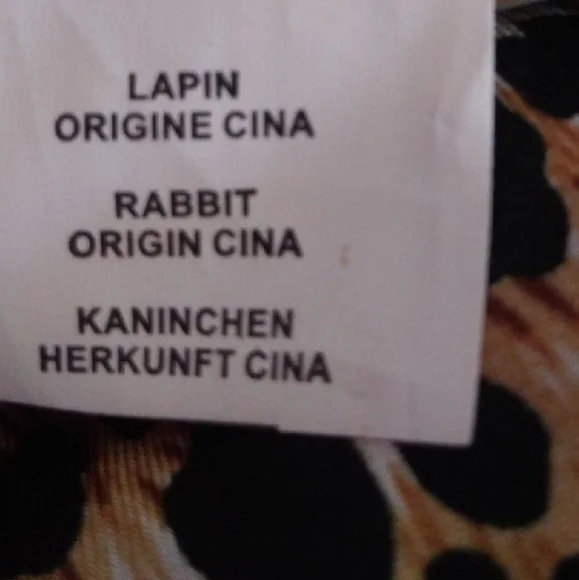 LAPIN
ORIGINE CINA
RABBIT
ORIGIN CINA
KANINCHEN
HERKUNFT CINA